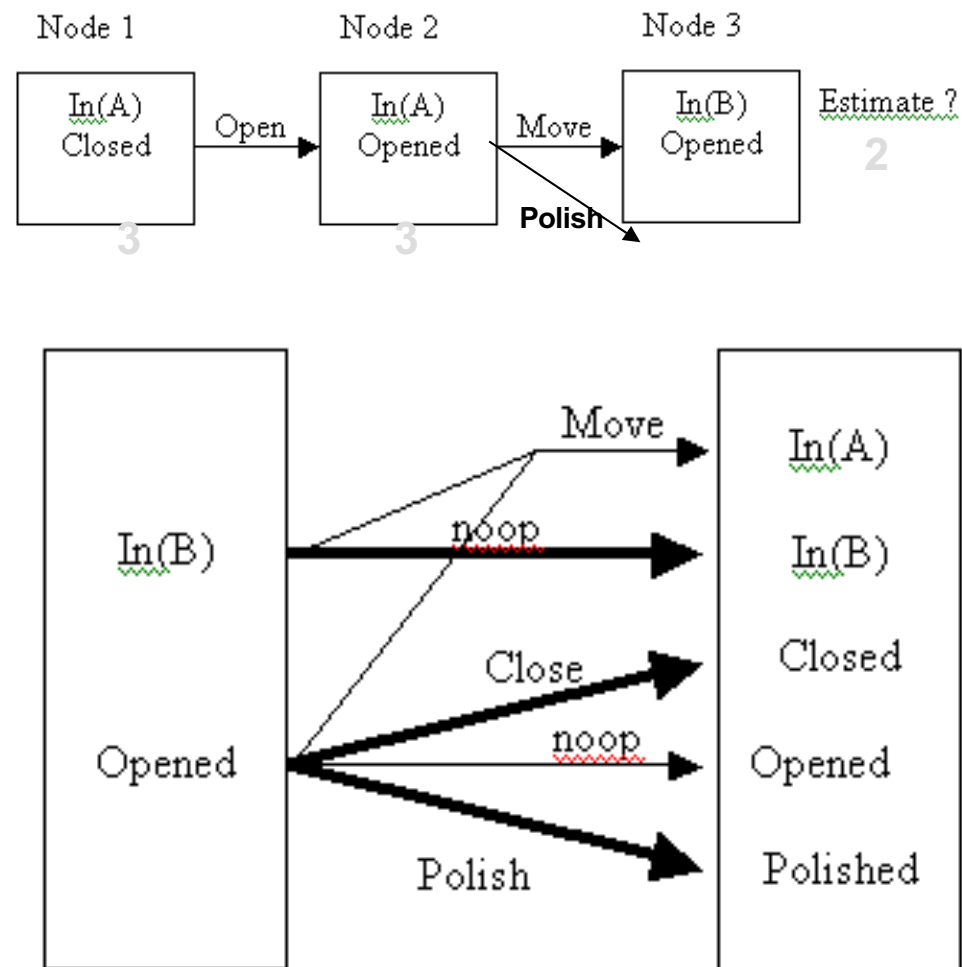 Node 1
Node 2
Node 3
In(A)
Closed
Open
In(A)
Opened
Move
Polish
In(B)
Opened
Estimate ?
2
3
3
In(B)
Opened
Move
noop
Close
noop
Polish
In(A)
In(B)
Closed
Opened
Polished